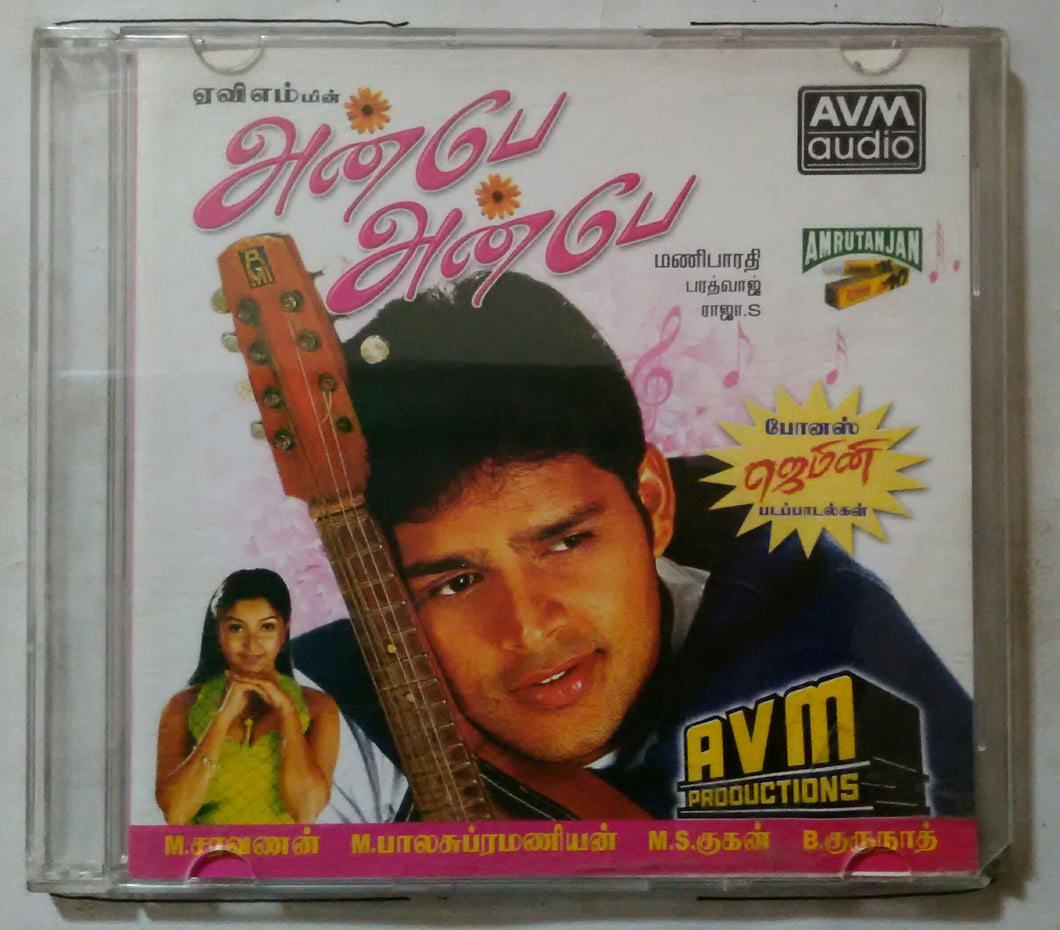 ஏவிஎம்மின்
அன்பே
அன்பே
AVM
audio
AMRUTANJAN
மணிபாரதி
பரத்வாஜ்
ராஜா.S
போனஸ்
ஜெமினி
படப்பாடல்கள்
AVM
PRODUCTIONS
M.சரவணன் M.பாலசுப்ரமணியன் M.S.குகன் B.குருநாத்